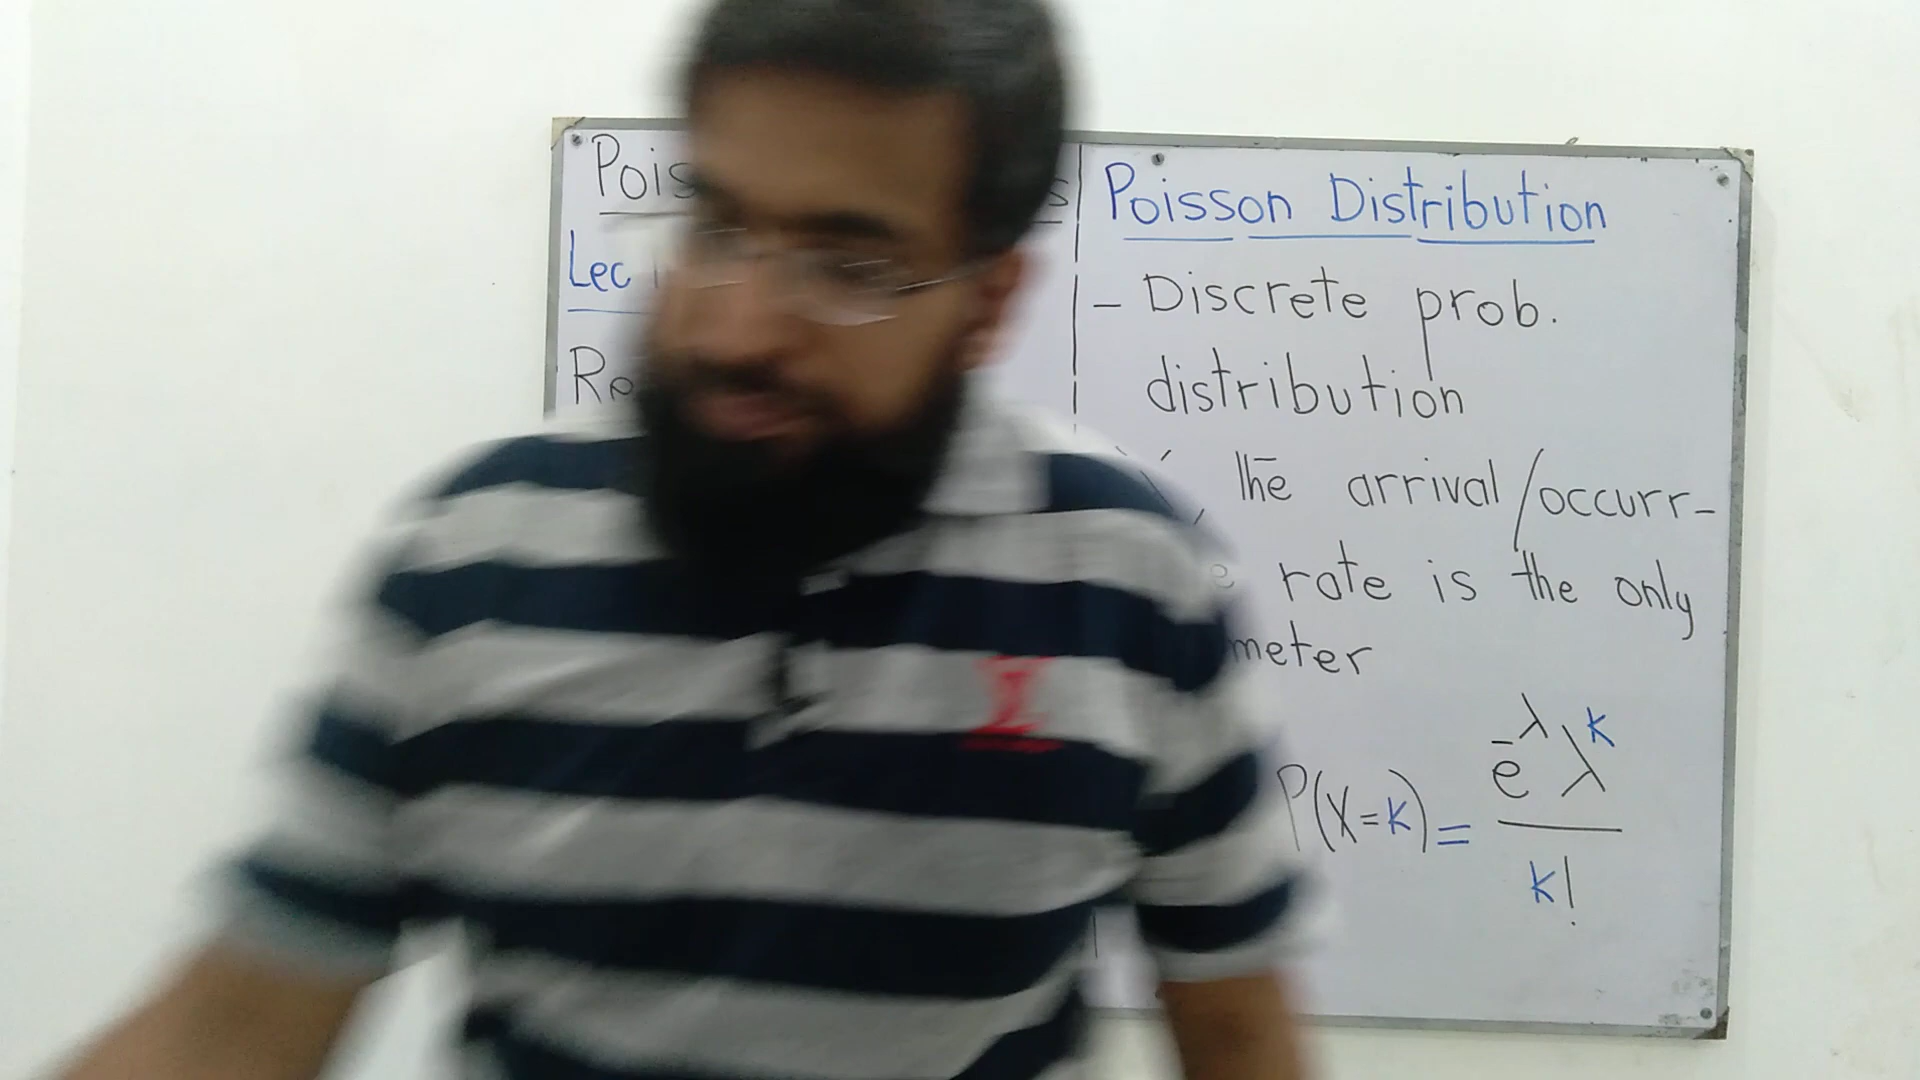 Pois
Lec
Re
Poisson Distribution
- Discrete prob.
distribution
The arrival/occurr-
e rate is the only
meter
P(X=k) = e^-λ λ^k / k!